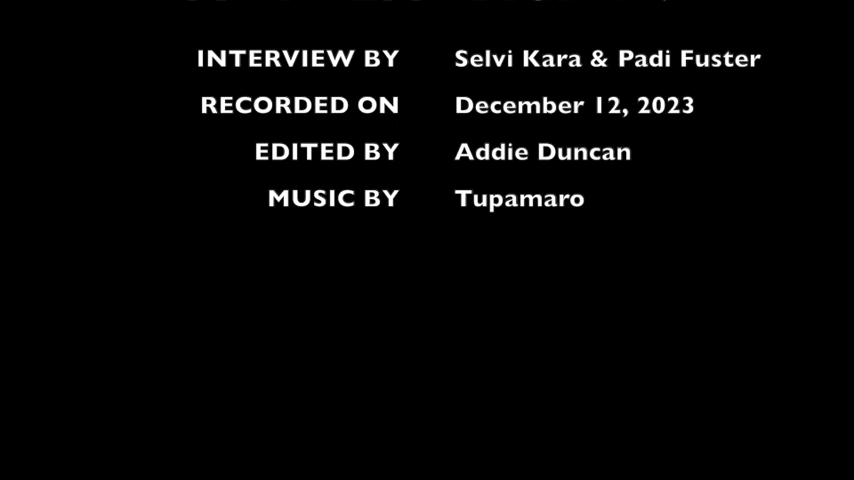 INTERVIEW BY Selvi Kara & Padi Fuster
RECORDED ON December 12, 2023
EDITED BY Addie Duncan
MUSIC BY Tupamaro